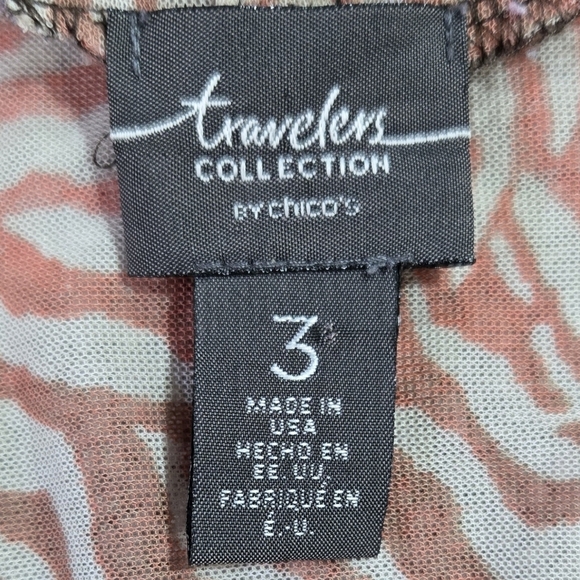 travelers
COLLECTION
BY chico's
3
MADE IN
USA
HECHO EN
EE. UU.
FABRIQUÉ EN
É.-U.